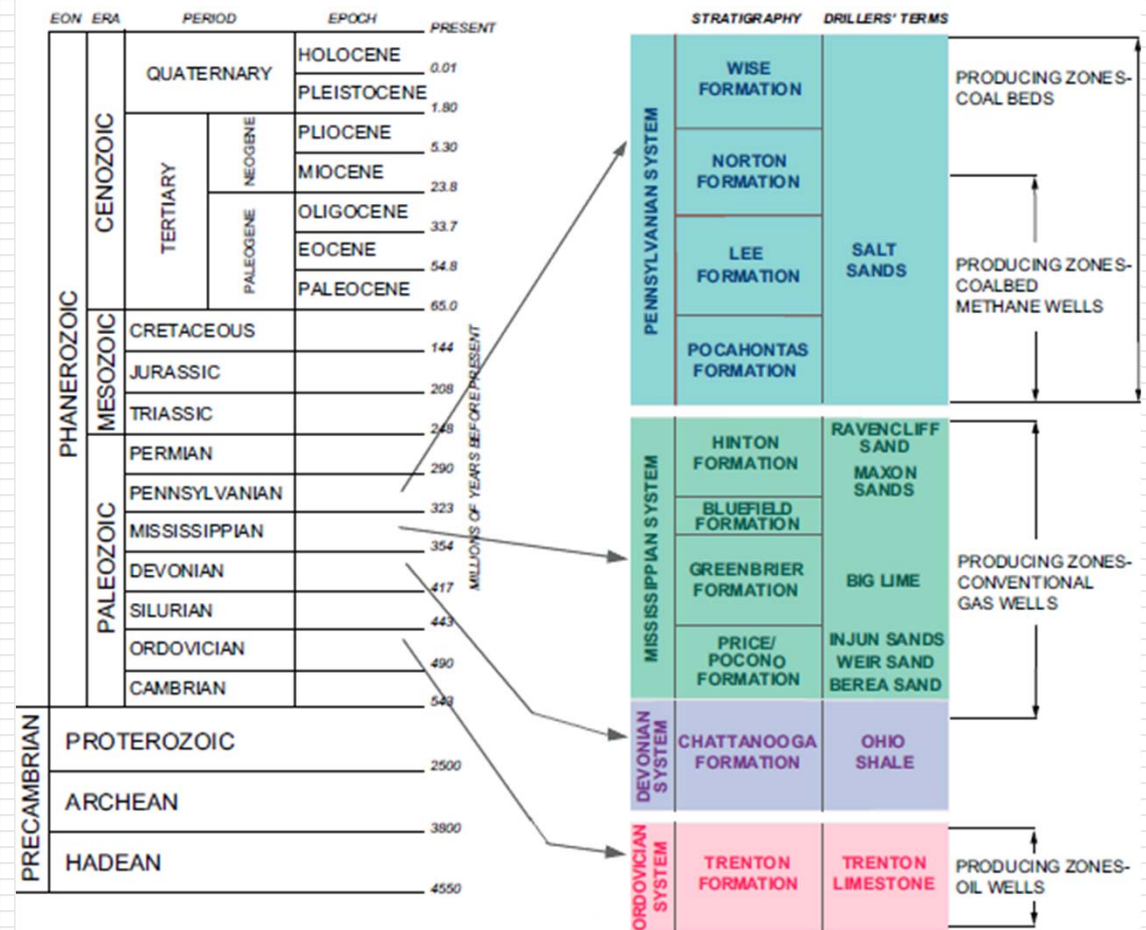 EON ERA PERIOD EPOCH
PRESENT
PHANEROZOIC
CENOZOIC
QUATERNARY
HOLOCENE
0.01
PLEISTOCENE
1.80
TERTIARY
NEOGENE
PLIOCENE
5.30
MIOCENE
23.8
PALEOGENE
OLIGOCENE
33.7
EOCENE
54.8
PALEOCENE
65.0
MESOZOIC
CRETACEOUS
144
JURASSIC
208
TRIASSIC
248
PALEOZOIC
PERMIAN
290
PENNSYLVANIAN
323
MISSISSIPPIAN
354
DEVONIAN
417
SILURIAN
443
ORDOVICIAN
490
CAMBRIAN
543
PRECAMBRIAN
PROTEROZOIC
2500
ARCHEAN
3800
HADEAN
4550
MILLIONS OF YEARS BEFORE PRESENT
STRATIGRAPHY DRILLERS' TERMS
PENNSYLVANIAN SYSTEM
WISE
FORMATION
NORTON
FORMATION
LEE
FORMATION
POCAHONTAS
FORMATION
SALT
SANDS
PRODUCING ZONES-
COAL BEDS
PRODUCING ZONES-
COALBED
METHANE WELLS
MISSISSIPPIAN SYSTEM
HINTON
FORMATION
BLUEFIELD
FORMATION
GREENBRIER
FORMATION
PRICE/
POCONO
FORMATION
RAVENCLIFF
SAND
MAXON
SANDS
BIG LIME
INJUN SANDS
WEIR SAND
BEREA SAND
PRODUCING ZONES-
CONVENTIONAL
GAS WELLS
DEVONIAN
SYSTEM
CHATTANOOGA
FORMATION
OHIO
SHALE
ORDOVICIAN
SYSTEM
TRENTON
FORMATION
TRENTON
LIMESTONE
PRODUCING ZONES-
OIL WELLS